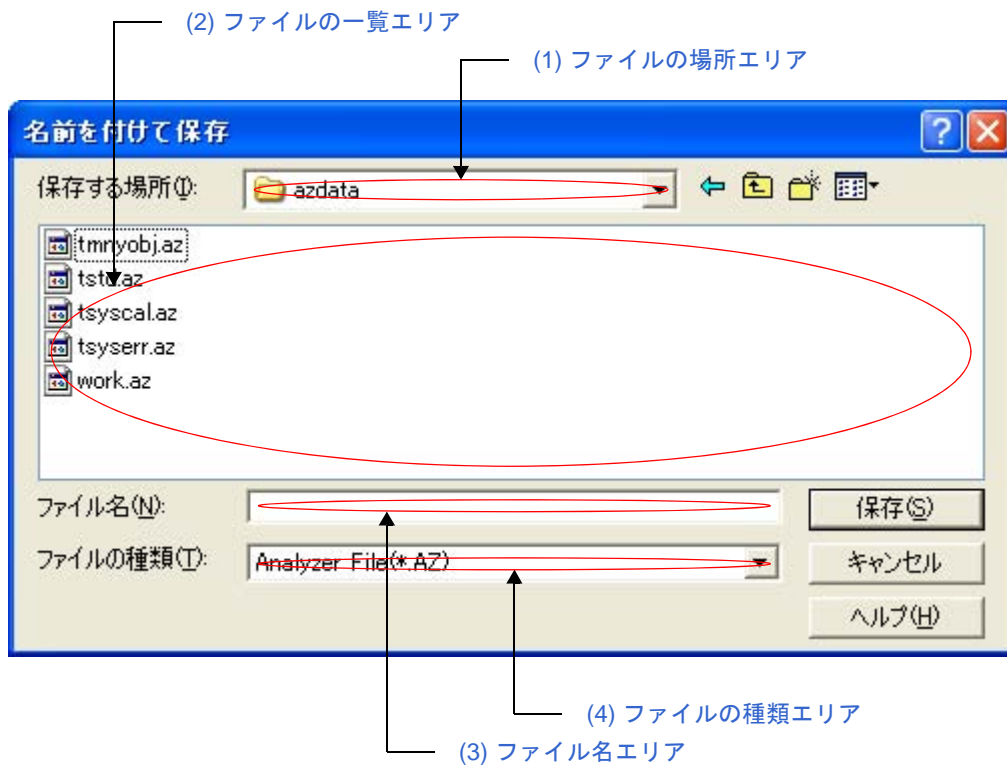 (2) ファイルの一覧エリア
(1) ファイルの場所エリア
名前を付けて保存
保存する場所(I):
azdata
tmnyobj.az
tstd.az
tsyscal.az
tsyserr.az
work.az
ファイル名(N):
保存(S)
ファイルの種類(T):
Analyzer File(*.AZ)
キャンセル
ヘルプ(H)
(4) ファイルの種類エリア
(3) ファイル名エリア